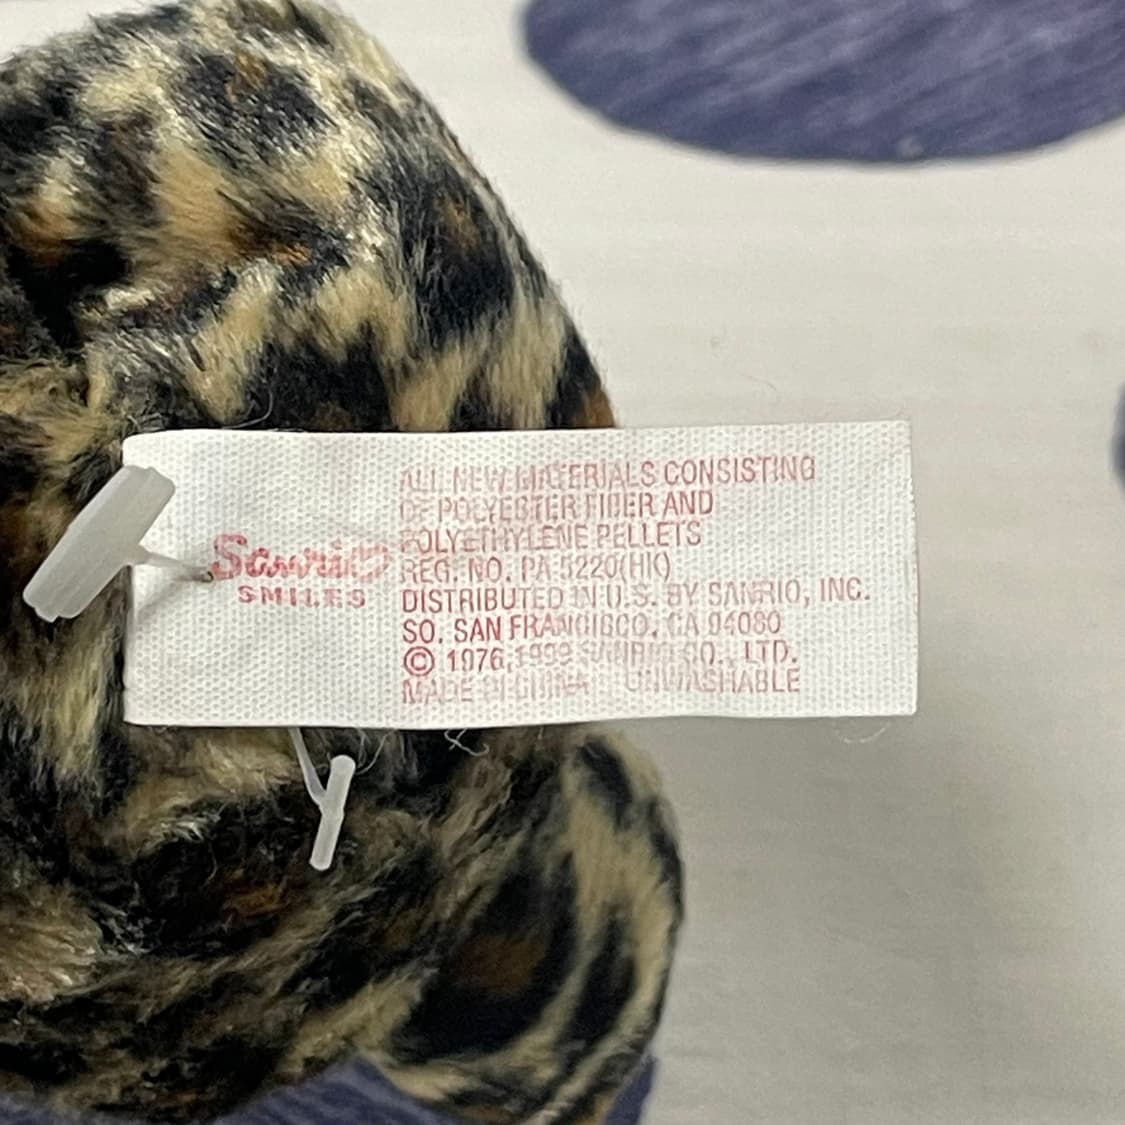 Sanrio
SMILES
ALL NEW MATERIALS CONSISTING
OF POLYESTER FIBER AND
POLYETHYLENE PELLETS
REG. NO. PA 5220(HK)
DISTRIBUTED IN U.S. BY SANRIO, INC.
SO. SAN FRANCISCO, CA 94080
© 1976,1999 SANRIO CO., LTD.
MADE IN CHINA UNWASHABLE